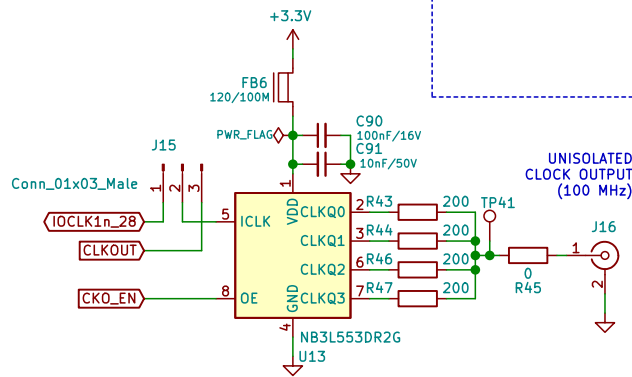 +3.3V
FB6
120/100M
PWR_FLAG
C90
100nF/16V
C91
10nF/50V
J15
Conn_01x03_Male
1
2
3
IOCLK1n_28
CLKOUT
CKO_EN
5
8
1
4
ICLK
OE
VDD
GND
CLKQ0
CLKQ1
CLKQ2
CLKQ3
2
3
6
7
R43
200
R44
200
R46
200
R47
200
NB3L553DR2G
U13
TP41
0
R45
UNISOLATED
CLOCK OUTPUT
(100 MHz)
J16
1
2